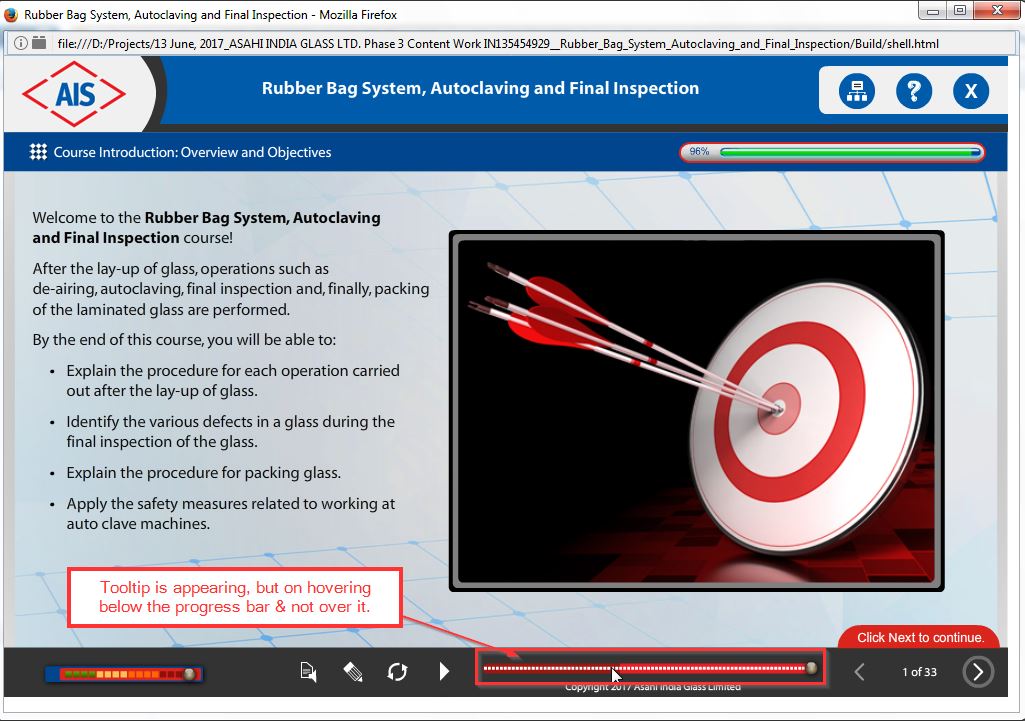 Rubber Bag System, Autoclaving and Final Inspection - Mozilla Firefox
file:///D:/Projects/13 June, 2017_ASAHI INDIA GLASS LTD. Phase 3 Content Work IN135454929__Rubber_Bag_System_Autoclaving_and_Final_Inspection/Build/shell.html
AIS
Rubber Bag System, Autoclaving and Final Inspection
? X
Course Introduction: Overview and Objectives
96%
Welcome to the Rubber Bag System, Autoclaving
and Final Inspection course!
After the lay-up of glass, operations such as
de-airing, autoclaving, final inspection and, finally, packing
of the laminated glass are performed.
By the end of this course, you will be able to:
• Explain the procedure for each operation carried
out after the lay-up of glass.
• Identify the various defects in a glass during the
final inspection of the glass.
• Explain the procedure for packing glass.
• Apply the safety measures related to working at
auto clave machines.
Tooltip is appearing, but on hovering
below the progress bar & not over it.
Click Next to continue.
1 of 33
Copyright 2017 Asahi India Glass Limited